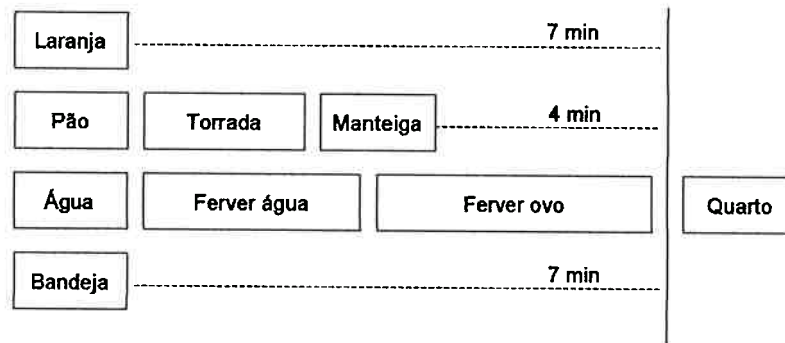 Laranja
7 min
Pão
Torrada
Manteiga
4 min
Água
Ferver água
Ferver ovo
Quarto
Bandeja
7 min